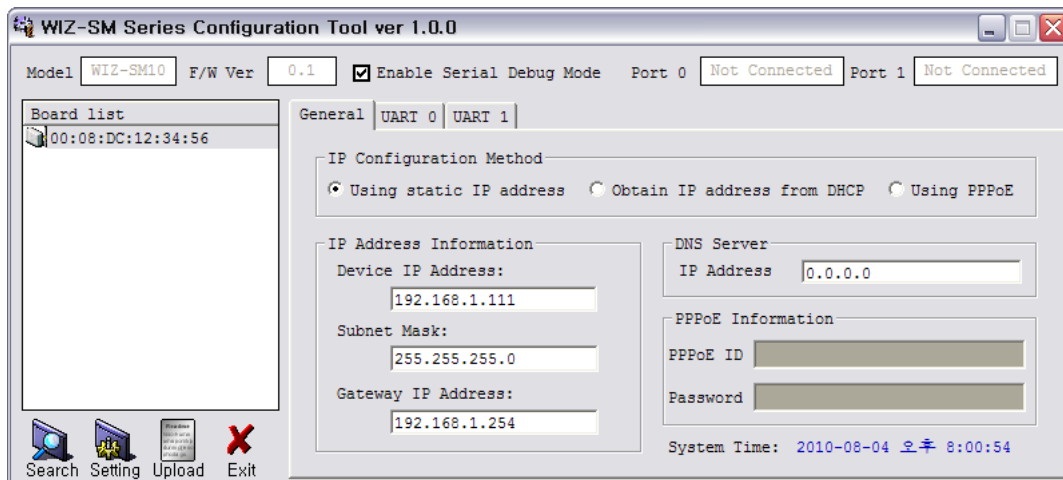 WIZ-SM Series Configuration Tool ver 1.0.0
Model WIZ-SM10 F/W Ver 0.1 Enable Serial Debug Mode Port 0 Not Connected Port 1 Not Connected
Board list
00:08:DC:12:34:56
General UART 0 UART 1
IP Configuration Method
Using static IP address Obtain IP address from DHCP Using PPPoE
IP Address Information
Device IP Address:
192.168.1.111
Subnet Mask:
255.255.255.0
Gateway IP Address:
192.168.1.254
DNS Server
IP Address 0.0.0.0
PPPoE Information
PPPoE ID
Password
System Time: 2010-08-04 오후 8:00:54
Search Setting Upload Exit